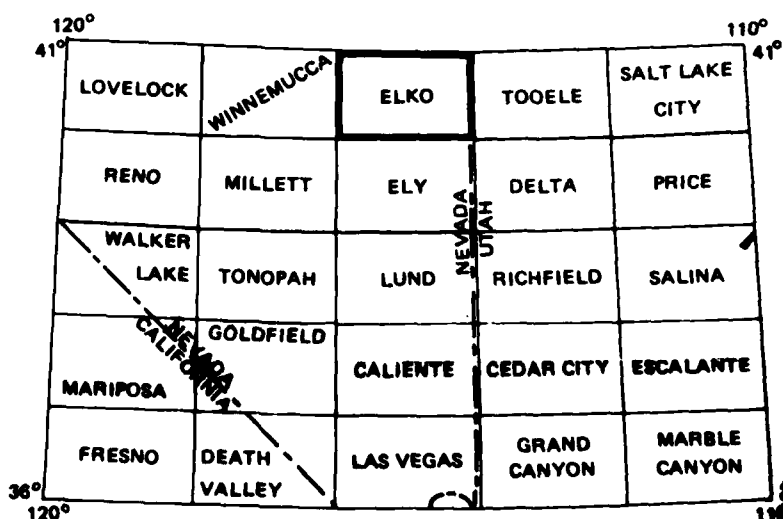 120° 110°
41° 41°
LOVELOCK WINNEMUCCA ELKO TOOELE SALT LAKE
CITY
RENO MILLETT ELY DELTA PRICE
NEVADA
UTAH
WALKER
LAKE TONOPAH LUND RICHFIELD SALINA
NEVADA
CALIFORNIA
GOLDFIELD
MARIPOSA CALIENTE CEDAR CITY ESCALANTE
FRESNO DEATH
VALLEY LAS VEGAS GRAND
CANYON MARBLE
CANYON
36°
120°